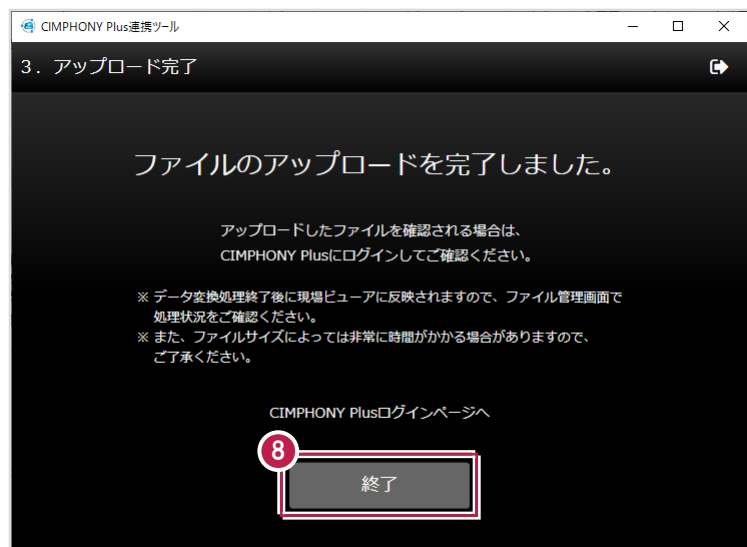 CIMPHONY Plus連携ツール
3．アップロード完了
ファイルのアップロードを完了しました。
アップロードしたファイルを確認される場合は、
CIMPHONY Plusにログインしてご確認ください。
※ データ変換処理終了後に現場ビューアに反映されますので、ファイル管理画面で
処理状況をご確認ください。
※ また、ファイルサイズによっては非常に時間がかかる場合がありますので、
ご了承ください。
CIMPHONY Plusログインページへ
8
終了